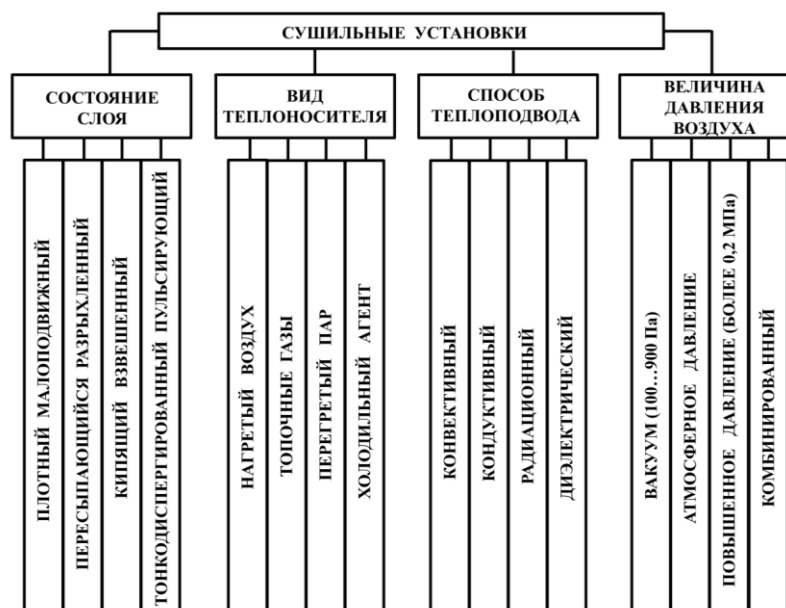 СУШИЛЬНЫЕ УСТАНОВКИ
СОСТОЯНИЕ
СЛОЯ
ВИД
ТЕПЛОНОСИТЕЛЯ
СПОСОБ
ТЕПЛОПОДВОДА
ВЕЛИЧИНА
ДАВЛЕНИЯ
ВОЗДУХА
ПЛОТНЫЙ МАЛОПОДВИЖНЫЙ
ПЕРЕСЫПАЮЩИЙСЯ РАЗРЫХЛЕННЫЙ
КИПЯЩИЙ ВЗВЕШЕННЫЙ
ТОНКОДИСПЕРГИРОВАННЫЙ ПУЛЬСИРУЮЩИЙ
НАГРЕТЫЙ ВОЗДУХ
ТОПОЧНЫЕ ГАЗЫ
ПЕРЕГРЕТЫЙ ПАР
ХОЛОДИЛЬНЫЙ АГЕНТ
КОНВЕКТИВНЫЙ
КОНДУКТИВНЫЙ
РАДИАЦИОННЫЙ
ДИЭЛЕКТРИЧЕСКИЙ
ВАКУУМ (100...900 Па)
АТМОСФЕРНОЕ ДАВЛЕНИЕ
ПОВЫШЕННОЕ ДАВЛЕНИЕ (БОЛЕЕ 0,2 МПа)
КОМБИНИРОВАННЫЙ